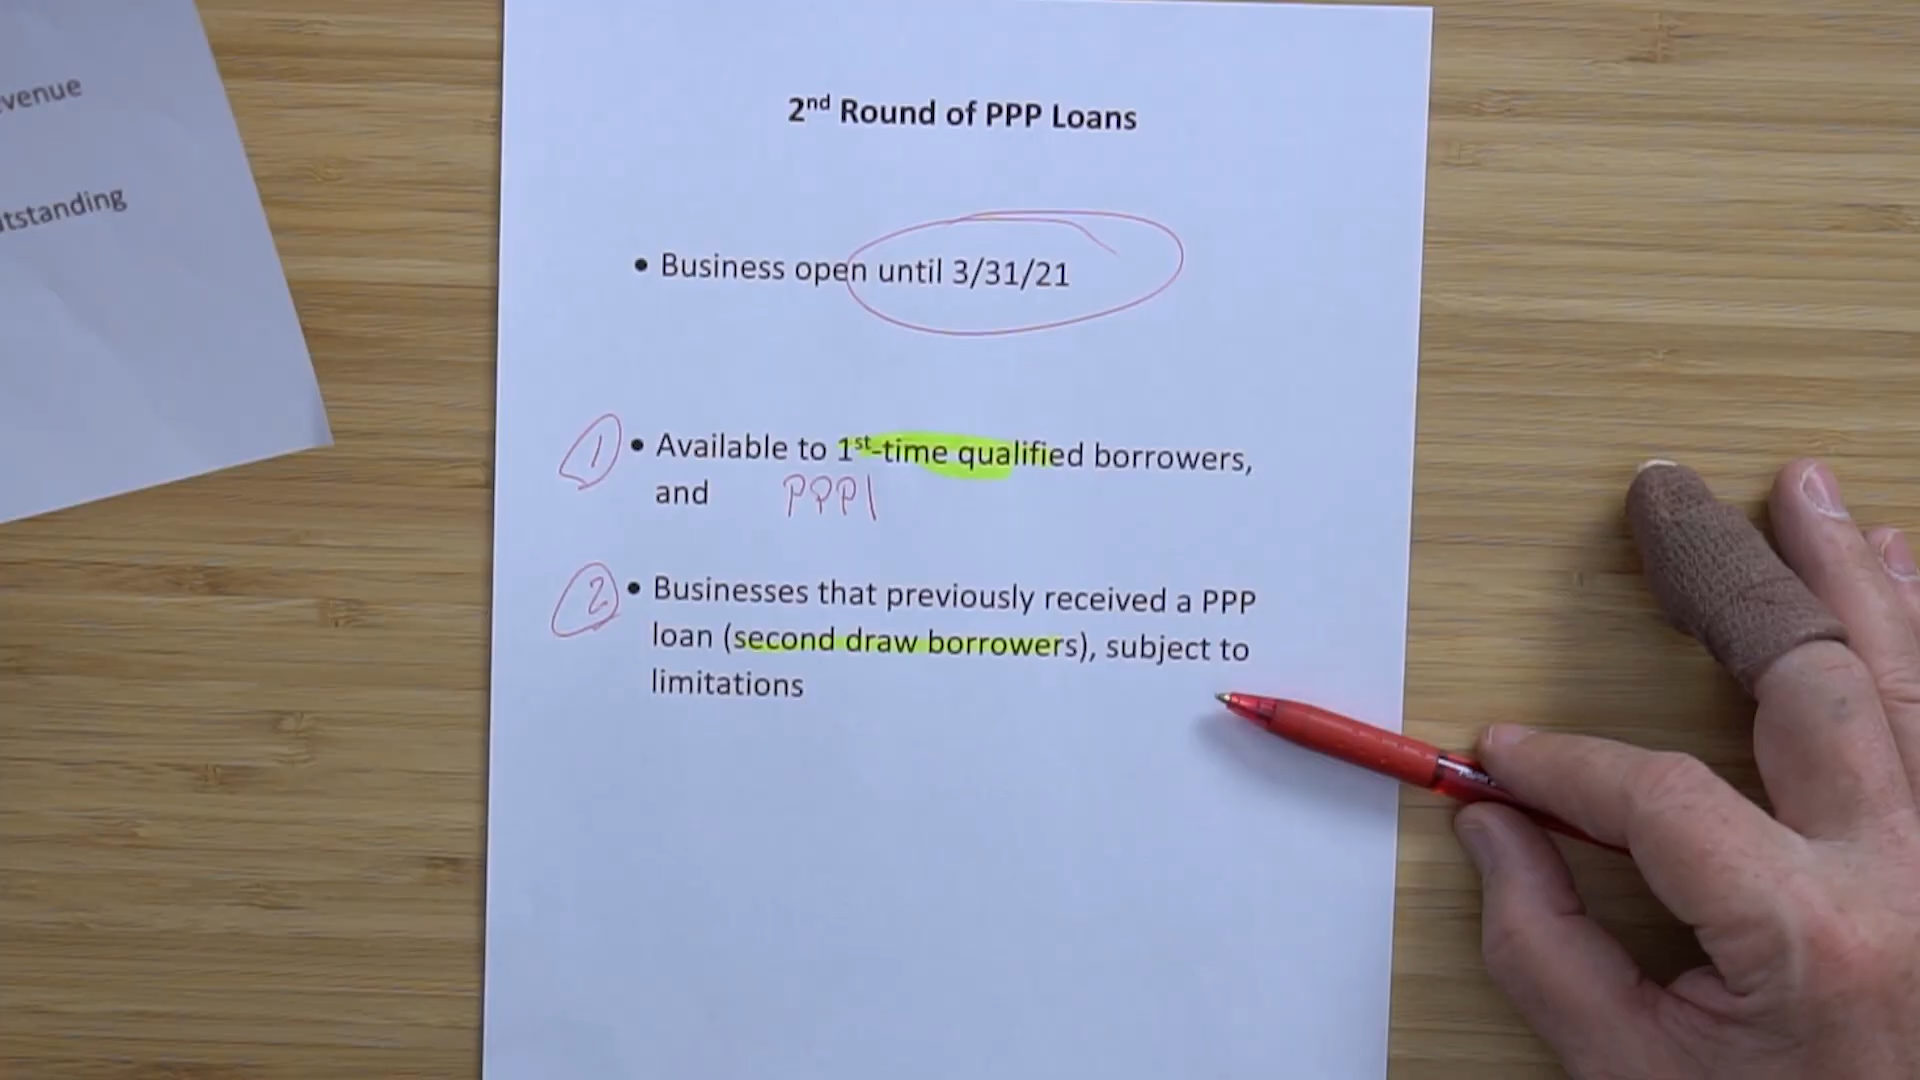 evenue
utstanding
2nd Round of PPP Loans
• Business open until 3/31/21
1
• Available to 1st-time qualified borrowers,
and
PPP1
2
• Businesses that previously received a PPP
loan (second draw borrowers), subject to
limitations